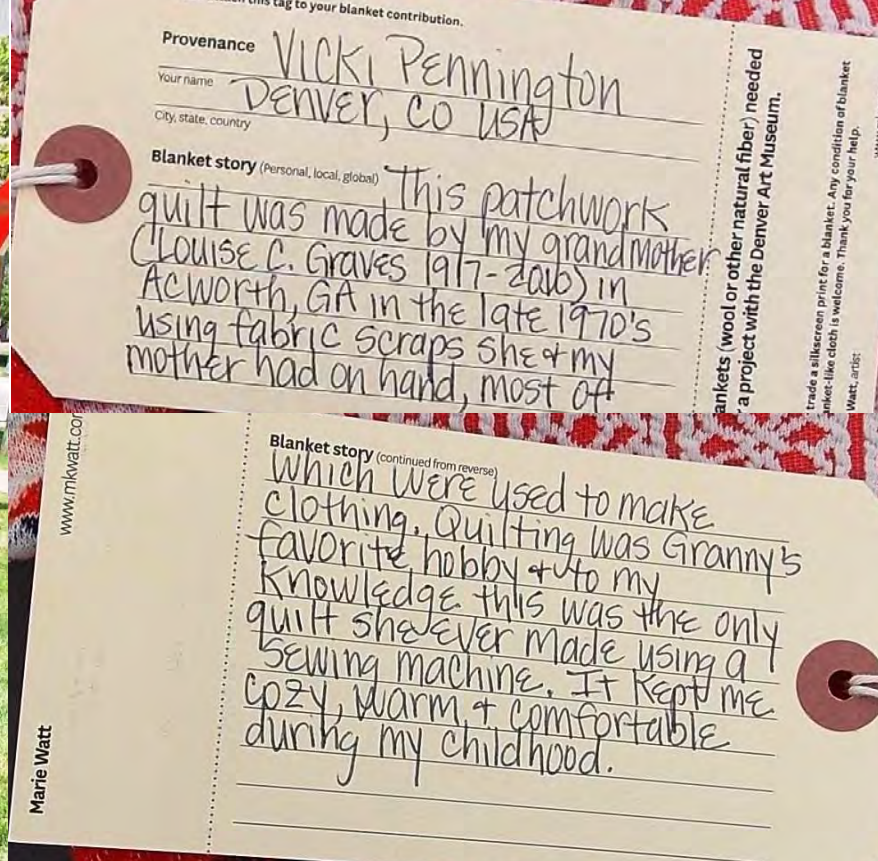 this tag to your blanket contribution.
Provenance VICKI PENNINGTON
Your name
DENVER, CO USA
City, state, country
Blanket story (Personal, local, global) This patchwork
quilt was made by my grandmother
(Louise C. Graves 1917-2016) in
Acworth, GA in the late 1970's
using fabric scraps she & my
mother had on hand, most of
ankets (wool or other natural fiber) needed
a project with the Denver Art Museum.
trade a silkscreen print for a blanket. Any condition of blanket
nket-like cloth is welcome. Thank you for your help.
Watt, artist
Blanket story (continued from reverse)
which were used to make
clothing. Quilting was Granny's
favorite hobby & to my
knowledge this was the only
quilt she ever made using a
sewing machine. It kept me
cozy, warm, & comfortable
during my childhood.
www.mkwatt.com
Marie Watt